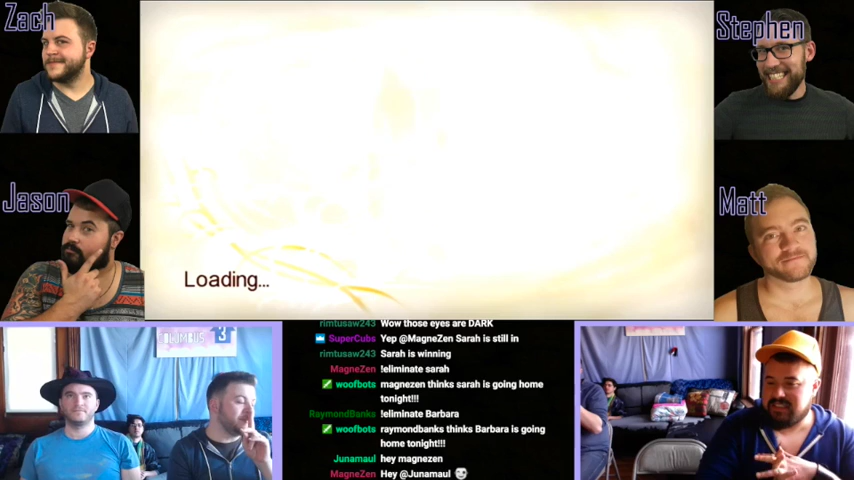 Zach
Stephen
Jason
Matt
Loading...
COLUMBUS 3
rimtusaw243 Wow those eyes are DARK
SuperCubs Yep @MagneZen Sarah is still in
rimtusaw243 Sarah is winning
MagneZen !eliminate sarah
woofbots magnezen thinks sarah is going home
tonight!!!
RaymondBanks !eliminate Barbara
woofbots raymondbanks thinks Barbara is going
home tonight!!!
Junamaul hey magnezen
MagneZen Hey @Junamaul